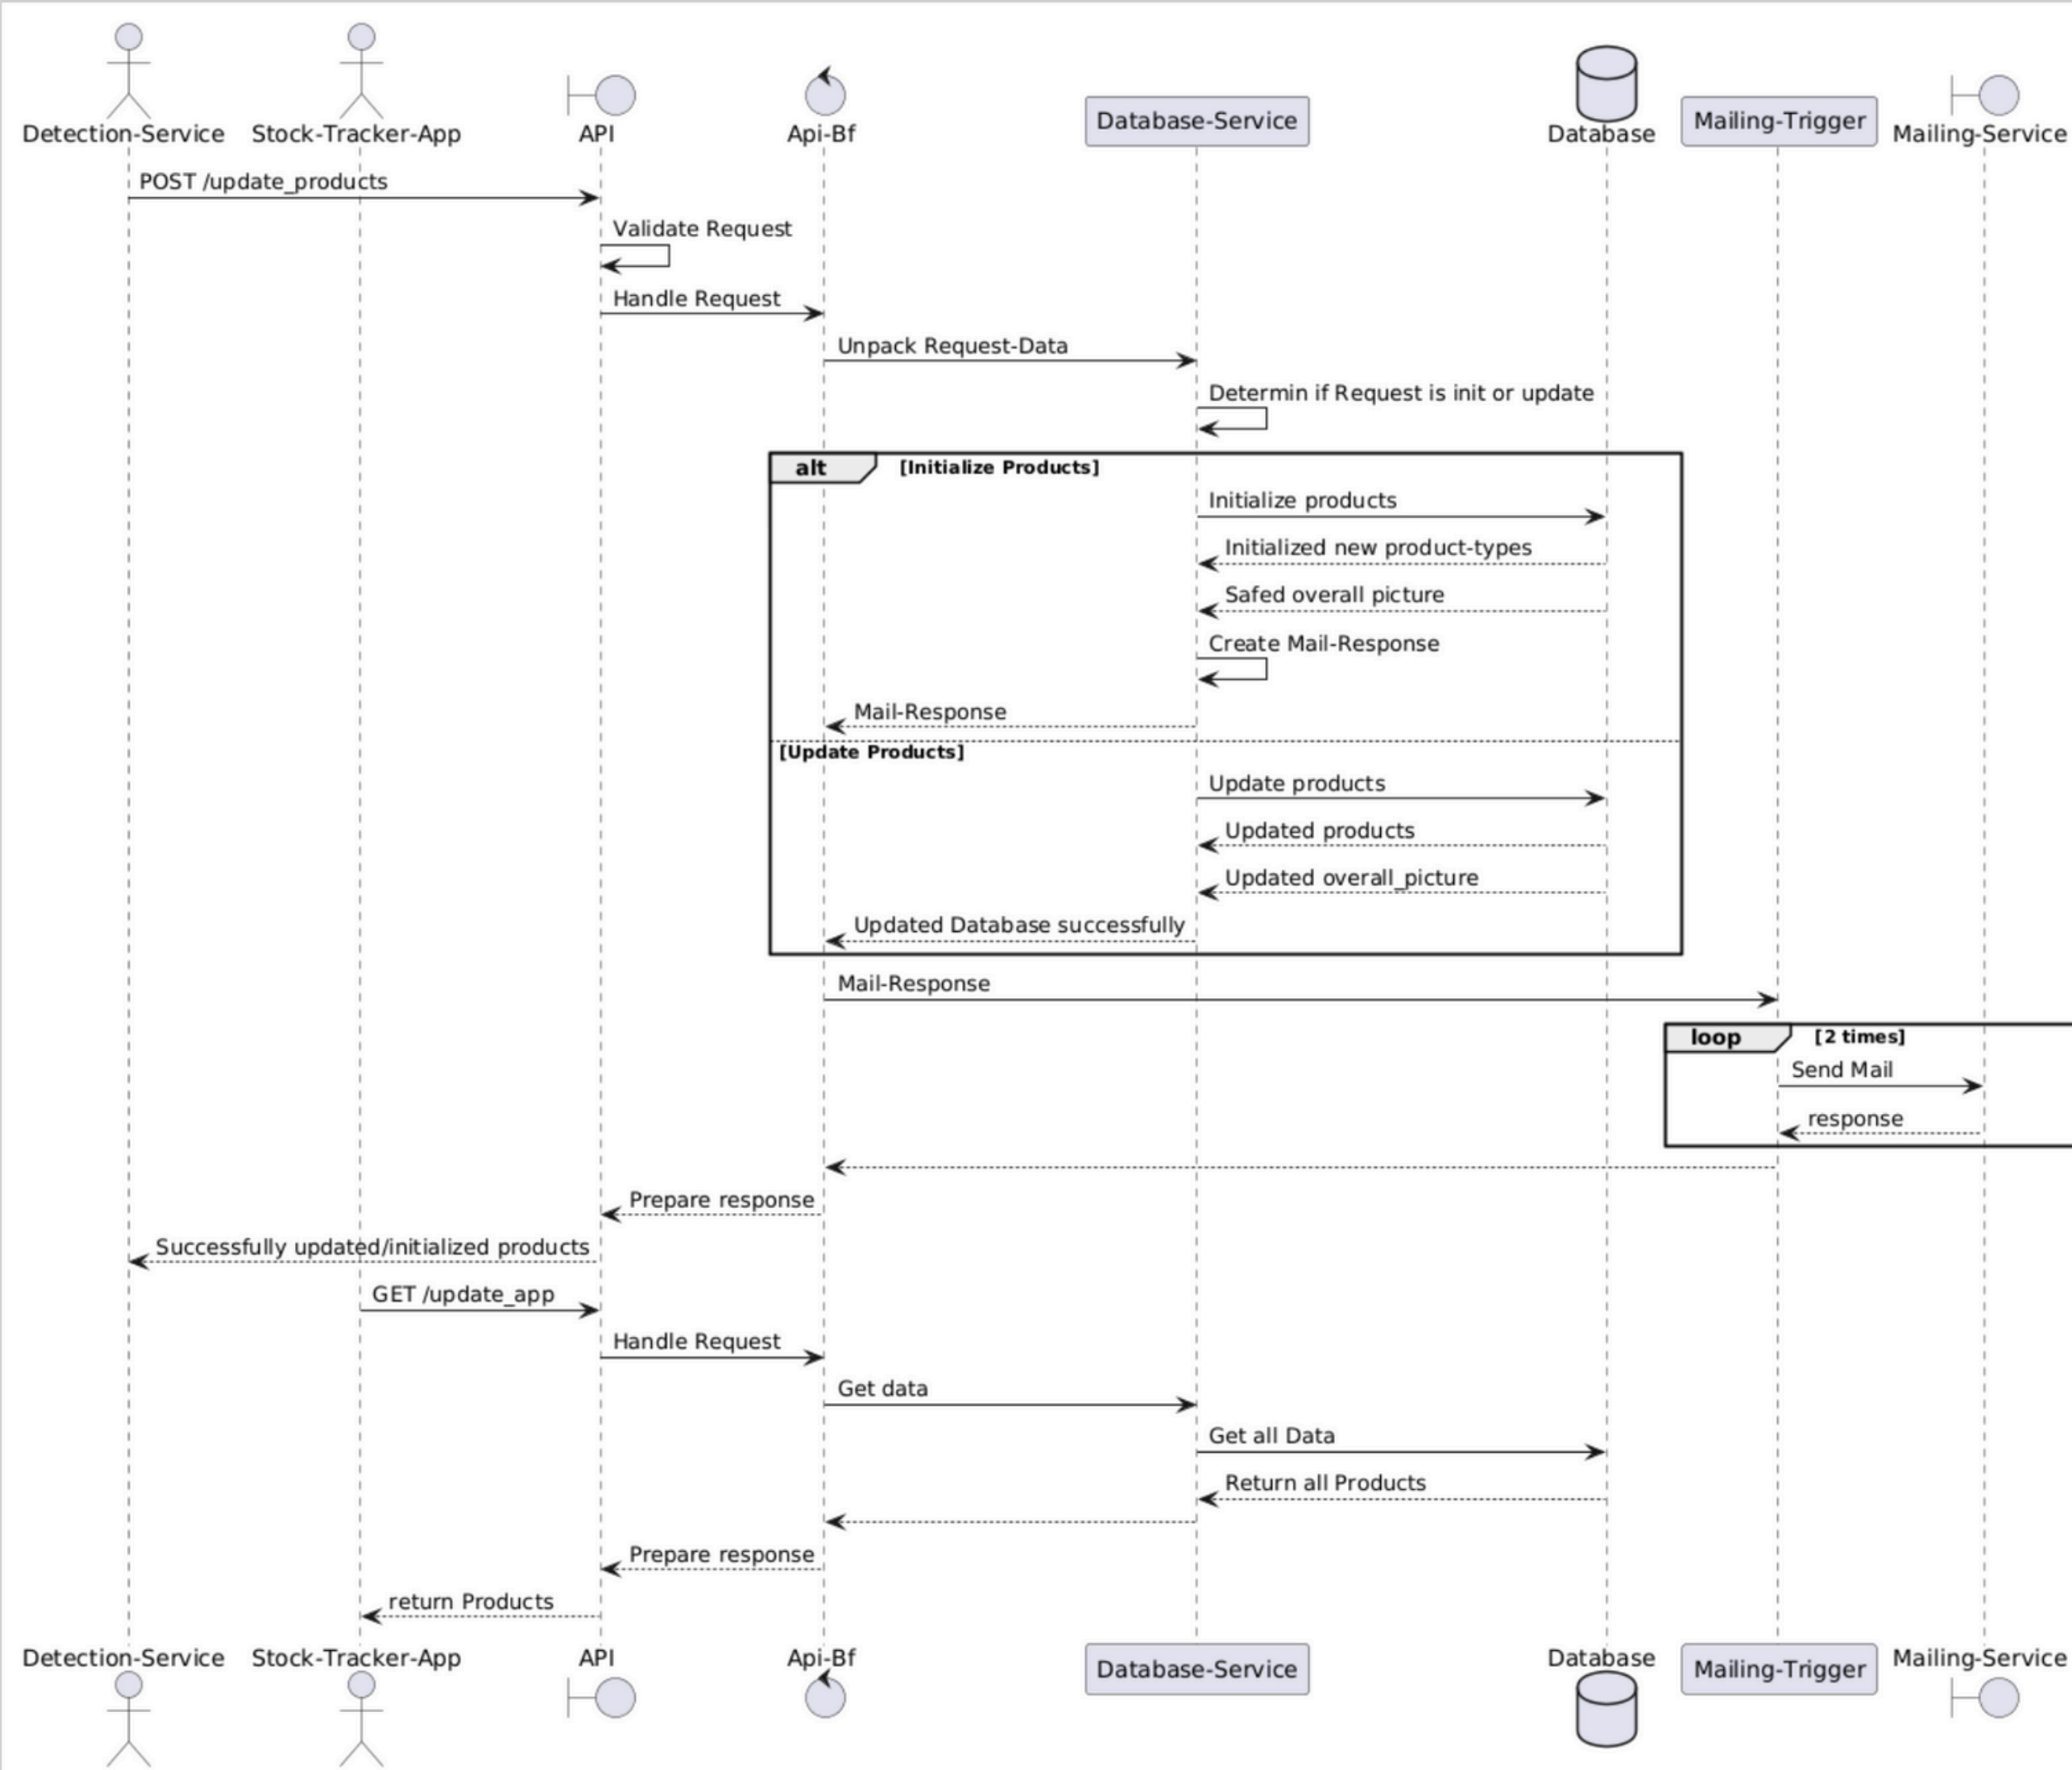 Detection-Service
Stock-Tracker-App
API
Api-Bf
Database-Service
Database
Mailing-Trigger
Mailing-Service
POST /update_products
Validate Request
Handle Request
Unpack Request-Data
Determin if Request is init or update
alt
[Initialize Products]
Initialize products
Initialized new product-types
Safed overall picture
Create Mail-Response
Mail-Response
[Update Products]
Update products
Updated products
Updated overall_picture
Updated Database successfully
Mail-Response
loop
[2 times]
Send Mail
response
Prepare response
Successfully updated/initialized products
GET /update_app
Handle Request
Get data
Get all Data
Return all Products
Prepare response
return Products
Detection-Service
Stock-Tracker-App
API
Api-Bf
Database-Service
Database
Mailing-Trigger
Mailing-Service